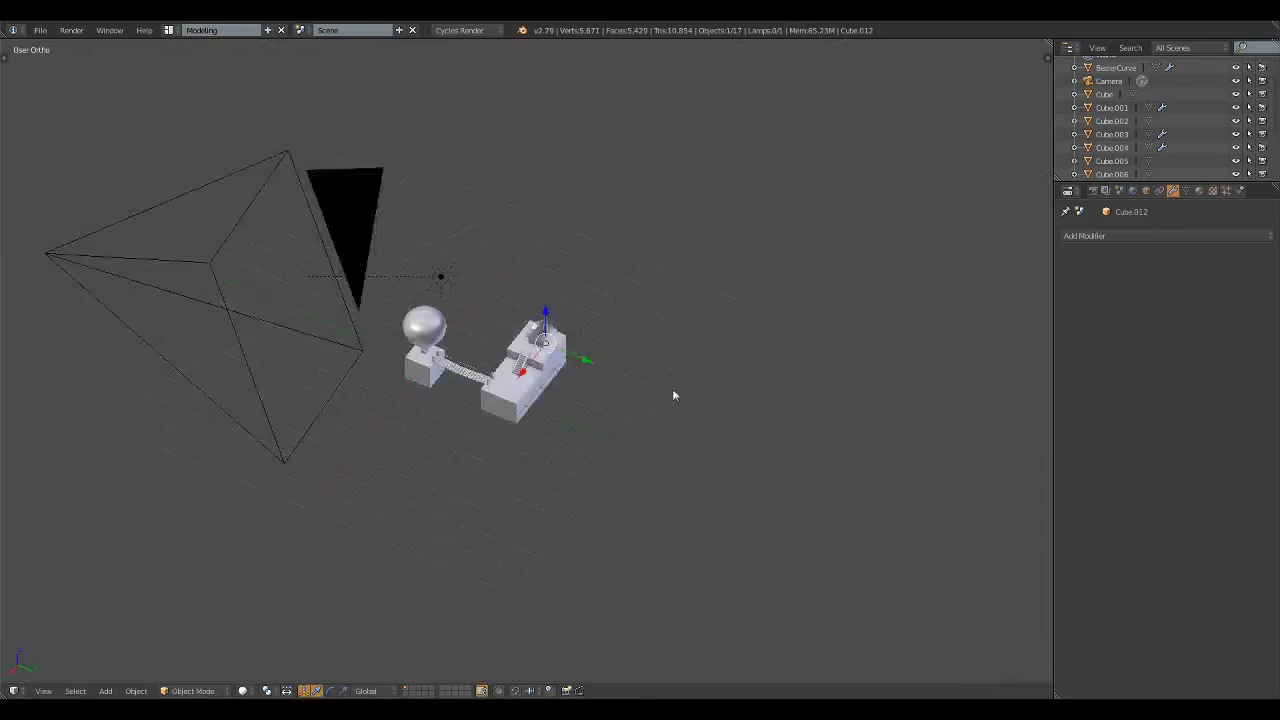 File Render Window Help Modeling Scene Cycles Render v2.79 | Verts:5,671 | Faces:5,429 | Tris:10,854 | Objects:1/17 | Lamps:0/1 | Mem:65.23M | Cube.012
User Ortho
View Search All Scenes
BezierCurve
Camera
Cube
Cube.001
Cube.002
Cube.003
Cube.004
Cube.005
Cube.006
Cube.012
Add Modifier
View Select Add Object Object Mode Global